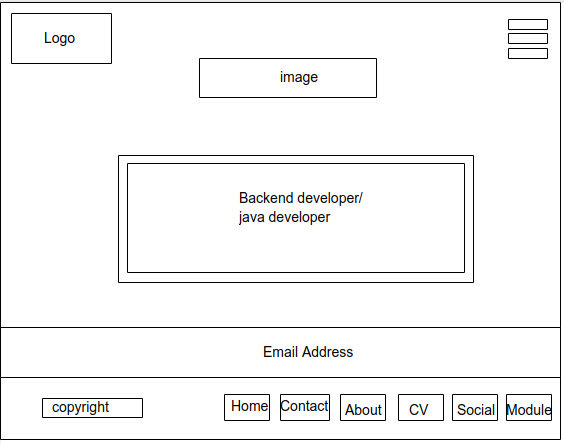 Logo
image
Backend developer/
java developer
Email Address
copyright
Home
Contact
About
CV
Social
Module